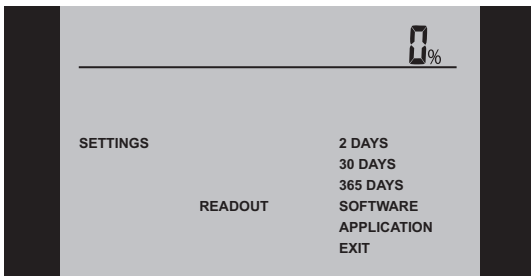 0%
SETTINGS 2 DAYS
30 DAYS
365 DAYS
READOUT SOFTWARE
APPLICATION
EXIT